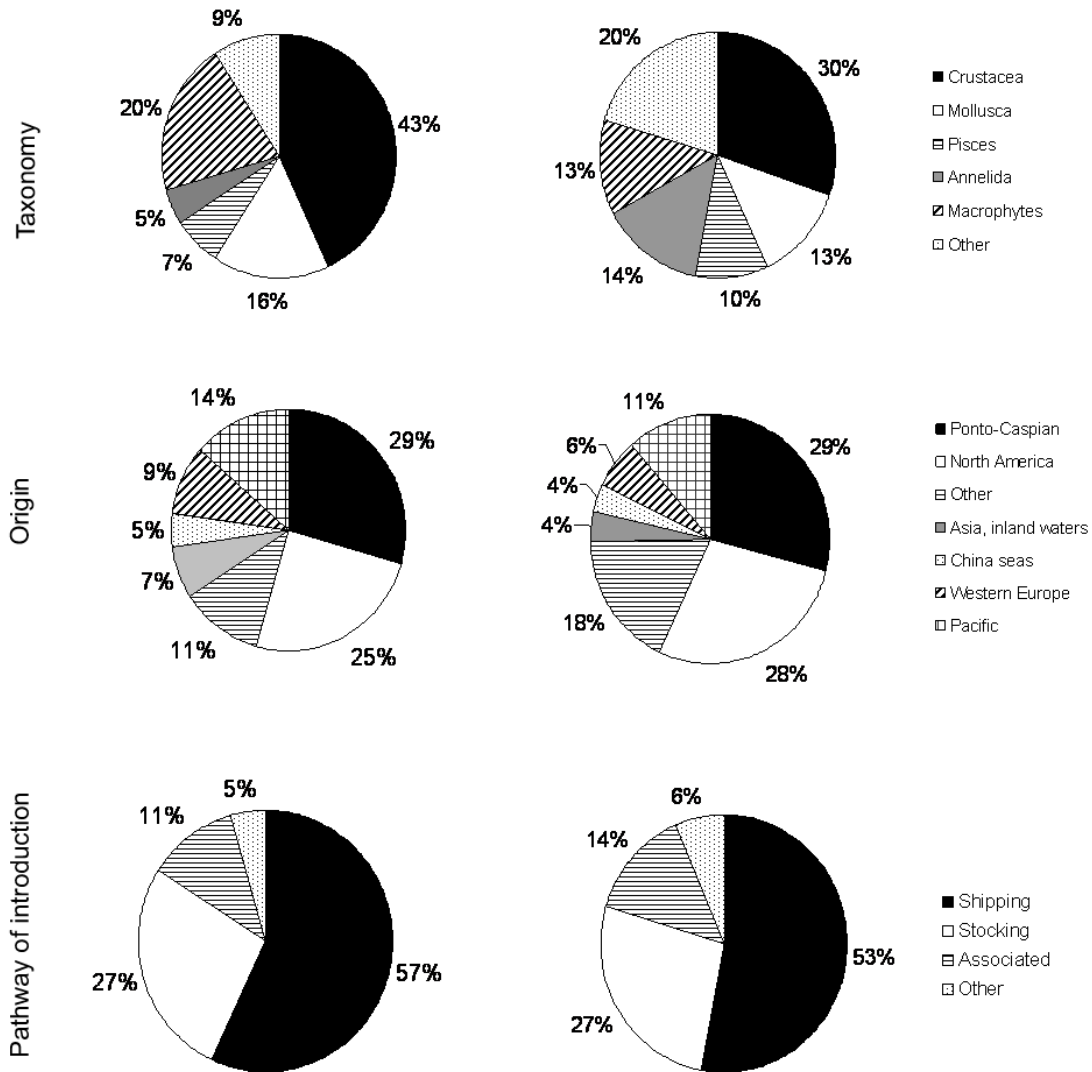 Taxonomy
9%
20%
43%
5%
7%
16%
20%
30%
13%
14%
10%
13%
Crustacea
Mollusca
Pisces
Annelida
Macrophytes
Other
Origin
14%
29%
9%
5%
7%
11%
25%
11%
29%
6%
4%
4%
18%
28%
Ponto-Caspian
North America
Other
Asia, inland waters
China seas
Western Europe
Pacific
Pathway of introduction
5%
11%
27%
57%
6%
14%
53%
27%
Shipping
Stocking
Associated
Other